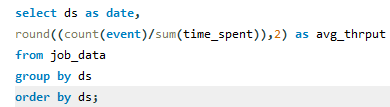 select ds as date,
round((count(event)/sum(time_spent)),2) as avg_thrput
from job_data
group by ds
order by ds;